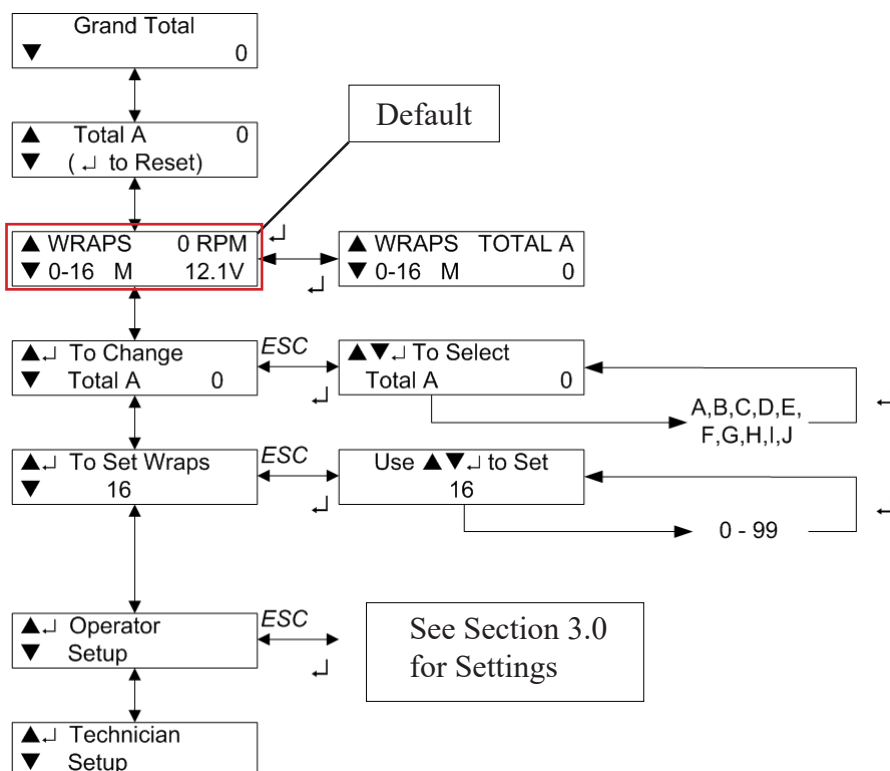 Grand Total
▼ 0
Default
▲ Total A 0
▼ (↵ to Reset)
▲ WRAPS 0 RPM
▼ 0-16 M 12.1V
↵
↵
▲ WRAPS TOTAL A
▼ 0-16 M 0
▲↵ To Change
▼ Total A 0
ESC
↵
▲▼↵ To Select
Total A 0
A,B,C,D,E,
F,G,H,I,J
↵
▲↵ To Set Wraps
▼ 16
ESC
↵
Use ▲▼↵ to Set
16
0 - 99
↵
▲↵ Operator
▼ Setup
ESC
↵
See Section 3.0
for Settings
▲↵ Technician
▼ Setup